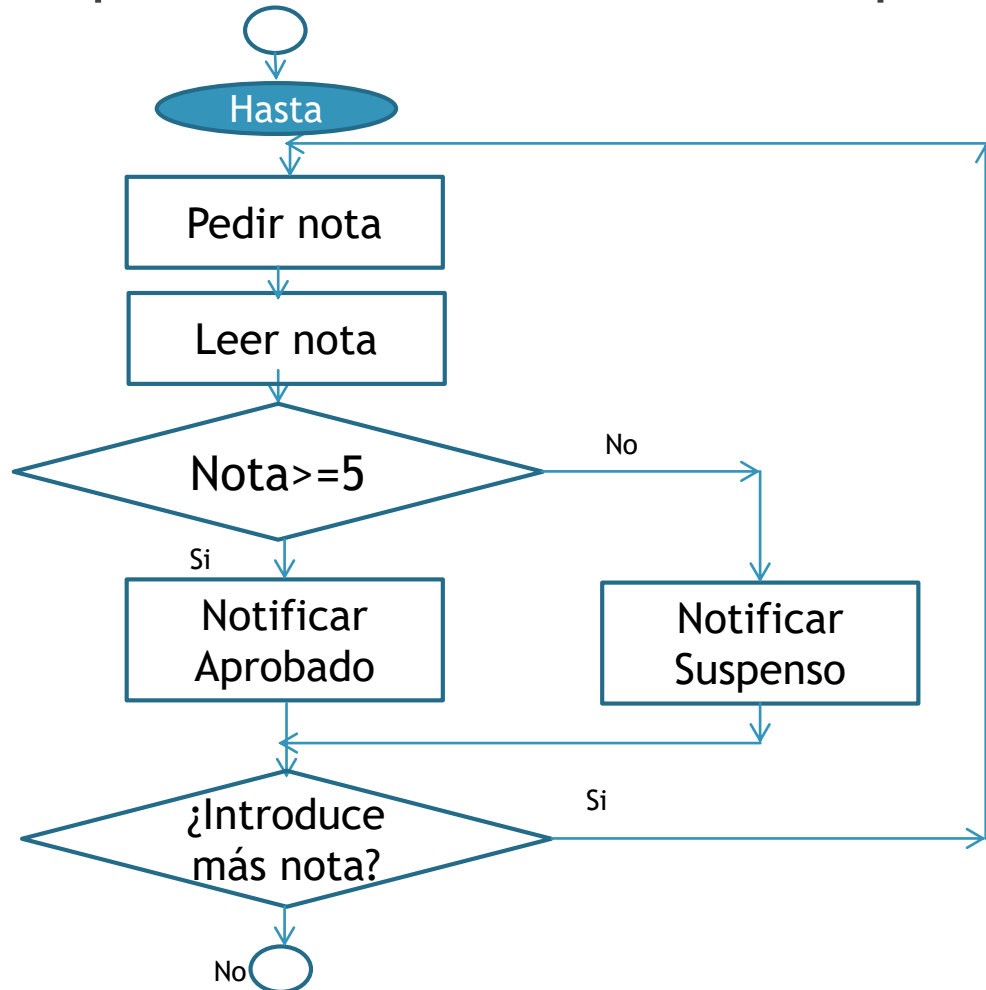 Hasta
Pedir nota
Leer nota
Nota>=5
No
Si
Notificar
Aprobado
Notificar
Suspenso
¿Introduce
más nota?
Si
No